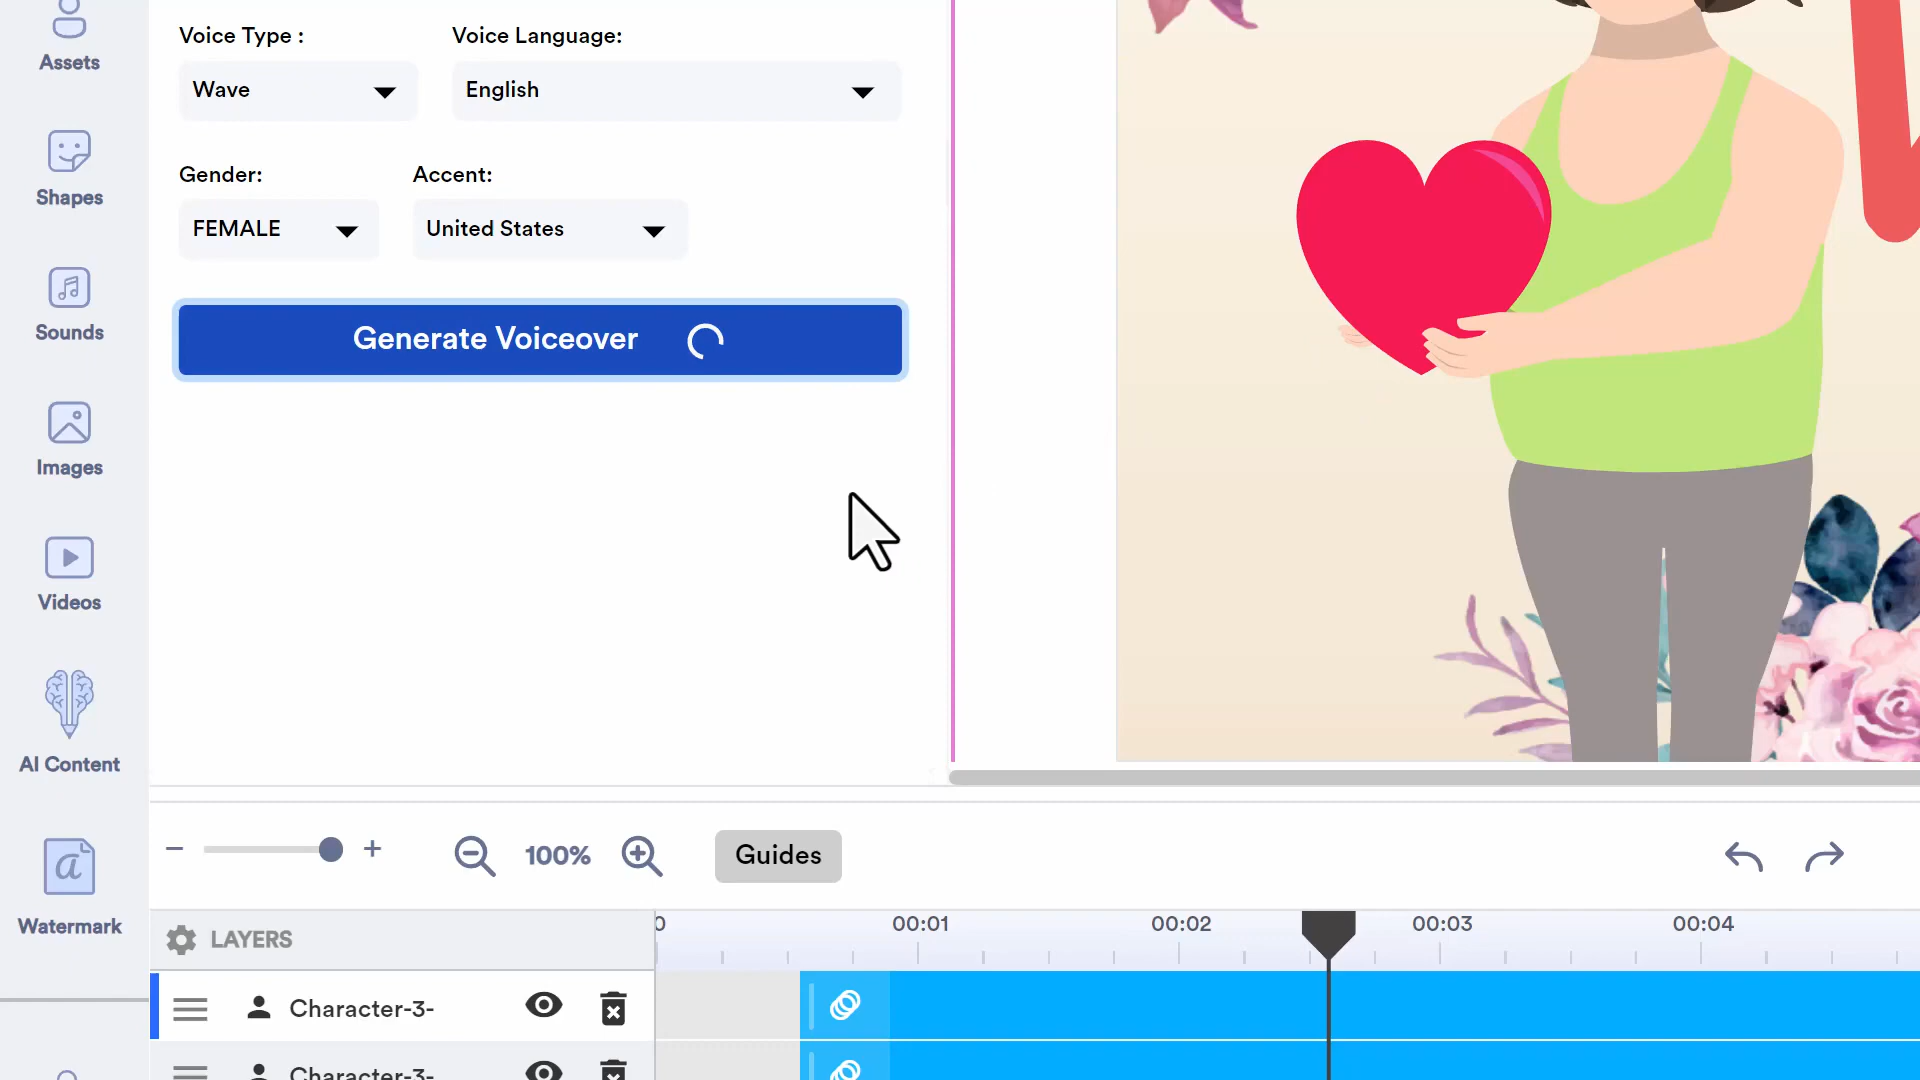 Assets
Shapes
Sounds
Images
Videos
AI Content
Watermark
Voice Type :
Voice Language:
Wave
English
Gender:
Accent:
FEMALE
United States
Generate Voiceover
100%
Guides
LAYERS
0
00:01
00:02
00:03
00:04
Character-3-
Character-3-